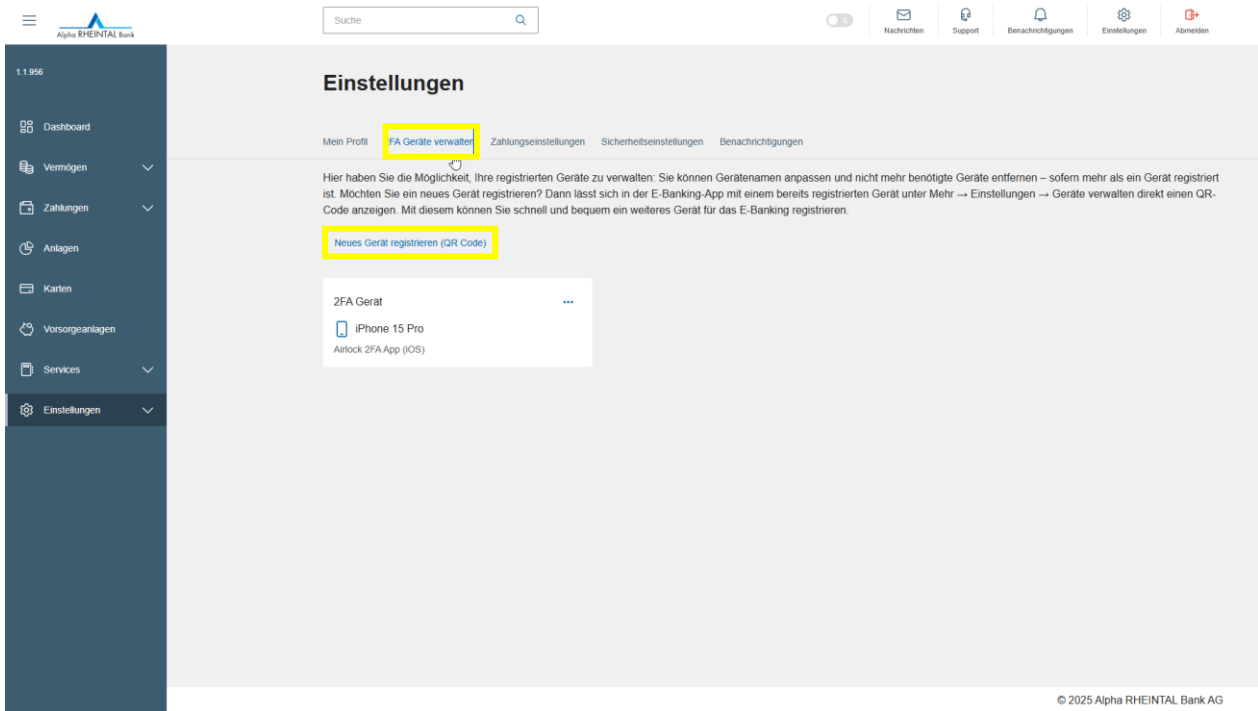 Alpha RHEINTAL Bank
Suche
Nachrichten
Support
Benachrichtigungen
Einstellungen
Abmelden
1.1.956
Dashboard
Vermögen
Zahlungen
Anlagen
Karten
Vorsorgeanlagen
Services
Einstellungen
Einstellungen
Mein Profil
FA Geräte verwalten
Zahlungseinstellungen
Sicherheitseinstellungen
Benachrichtigungen
Hier haben Sie die Möglichkeit, Ihre registrierten Geräte zu verwalten: Sie können Gerätenamen anpassen und nicht mehr benötigte Geräte entfernen – sofern mehr als ein Gerät registriert
ist. Möchten Sie ein neues Gerät registrieren? Dann lässt sich in der E-Banking-App mit einem bereits registrierten Gerät unter Mehr → Einstellungen → Geräte verwalten direkt einen QR-
Code anzeigen. Mit diesem können Sie schnell und bequem ein weiteres Gerät für das E-Banking registrieren.
Neues Gerät registrieren (QR Code)
2FA Gerät
iPhone 15 Pro
Airlock 2FA App (iOS)
© 2025 Alpha RHEINTAL Bank AG